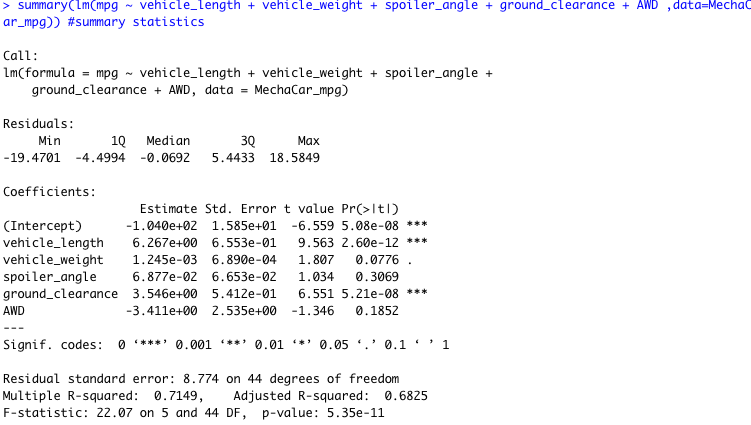 > summary(lm(mpg ~ vehicle_length + vehicle_weight + spoiler_angle + ground_clearance + AWD ,data=MechaC
ar_mpg)) #summary statistics
Call:
lm(formula = mpg ~ vehicle_length + vehicle_weight + spoiler_angle +
    ground_clearance + AWD, data = MechaCar_mpg)
Residuals:
     Min       1Q   Median       3Q      Max
-19.4701  -4.4994  -0.0692   5.4433  18.5849
Coefficients:
                   Estimate Std. Error t value Pr(>|t|)
(Intercept)      -1.040e+02  1.585e+01  -6.559 5.08e-08 ***
vehicle_length    6.267e+00  6.553e-01   9.563 2.60e-12 ***
vehicle_weight    1.245e-03  6.890e-04   1.807   0.0776 .
spoiler_angle     6.877e-02  6.653e-02   1.034   0.3069
ground_clearance  3.546e+00  5.412e-01   6.551 5.21e-08 ***
AWD              -3.411e+00  2.535e+00  -1.346   0.1852
---
Signif. codes:  0 ‘***’ 0.001 ‘**’ 0.01 ‘*’ 0.05 ‘.’ 0.1 ‘ ’ 1
Residual standard error: 8.774 on 44 degrees of freedom
Multiple R-squared:  0.7149,    Adjusted R-squared:  0.6825
F-statistic: 22.07 on 5 and 44 DF,  p-value: 5.35e-11